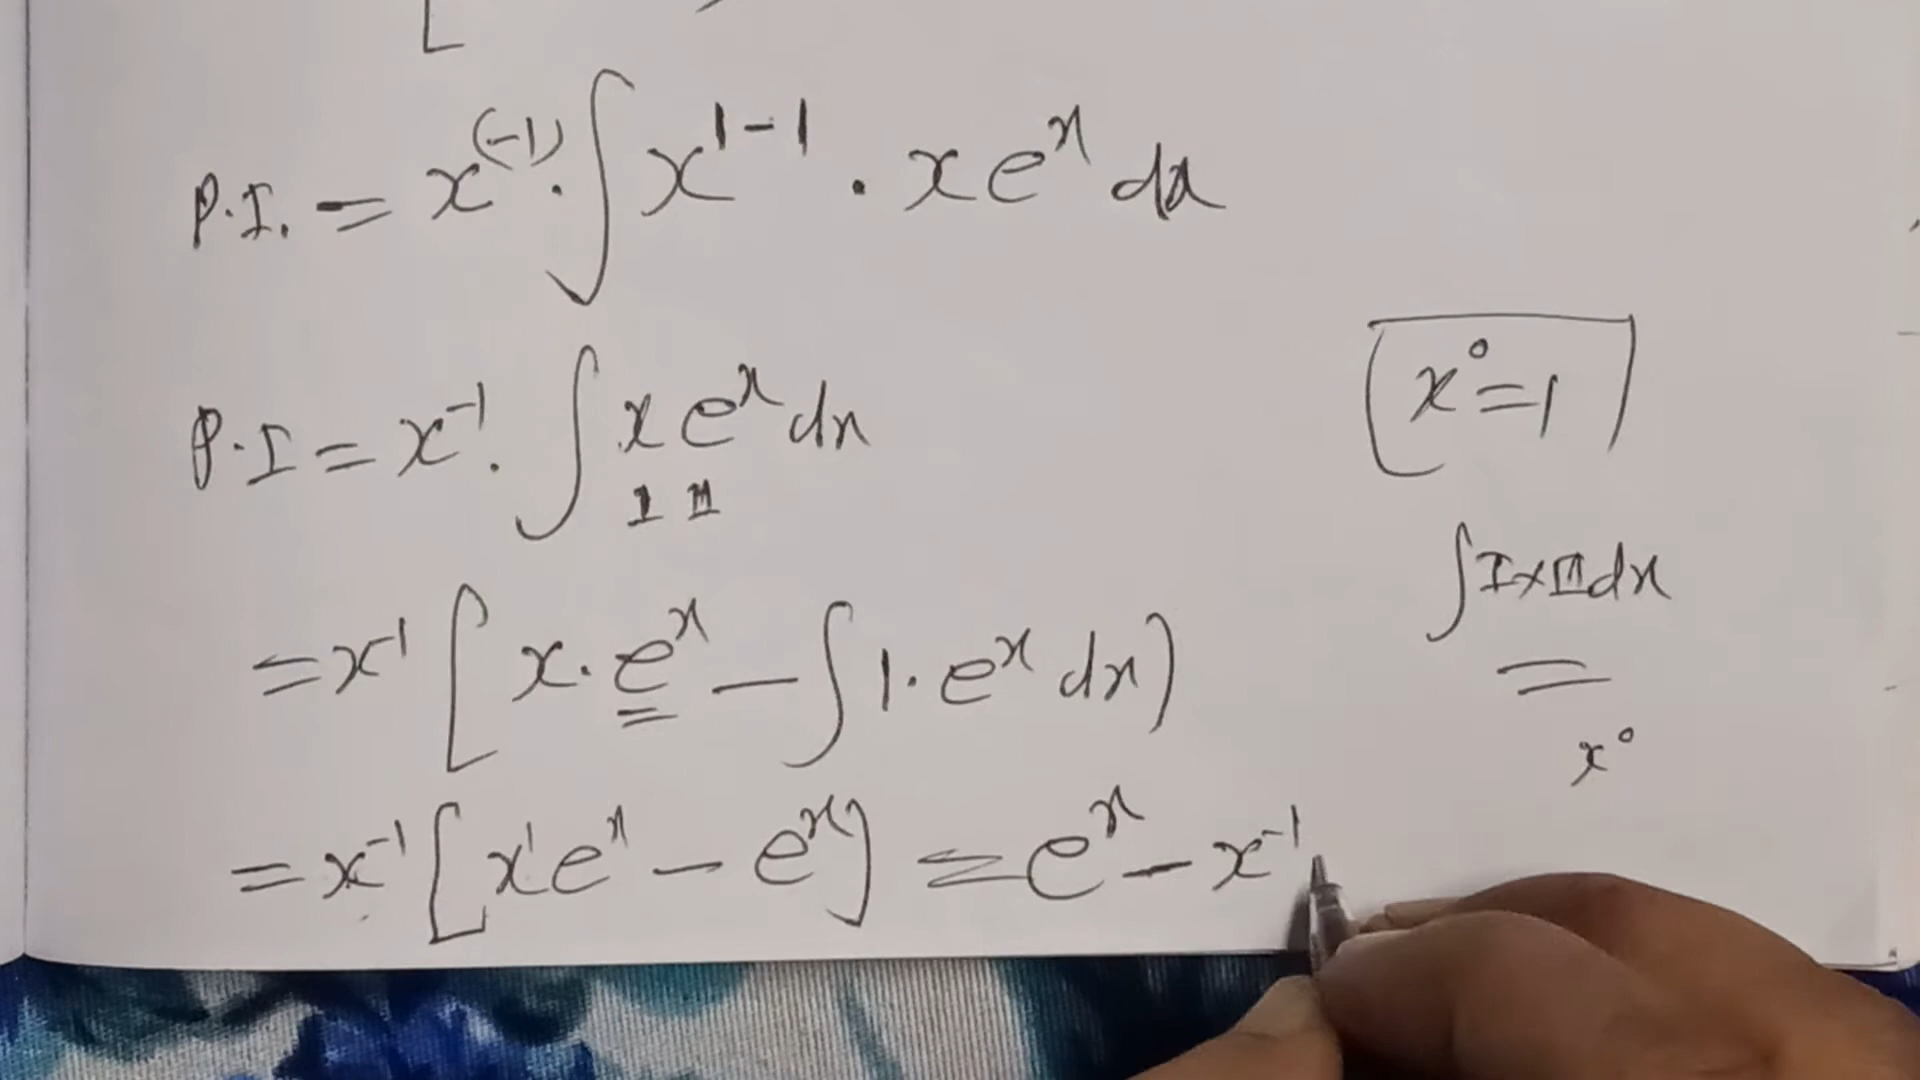 P.I. = x^(-1) . ∫ x^1-1 . x e^x dx
P.I = x^-1 . ∫ x e^x dx
I II
x^0 = 1
∫ I x II dx
=
= x^-1 [ x . e^x - ∫ 1 . e^x dx )
x^0
= x^-1 [ x^1 e^x - e^x ] = e^x - x^-1